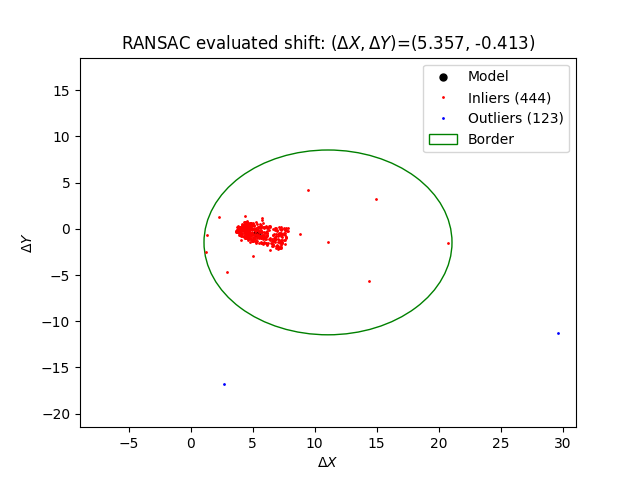 RANSAC evaluated shift: (ΔX, ΔY)=(5.357, -0.413)
Model
Inliers (444)
Outliers (123)
Border
15
10
5
0
−5
−10
−15
−20
ΔY
−5
0
5
10
15
20
25
30
ΔX